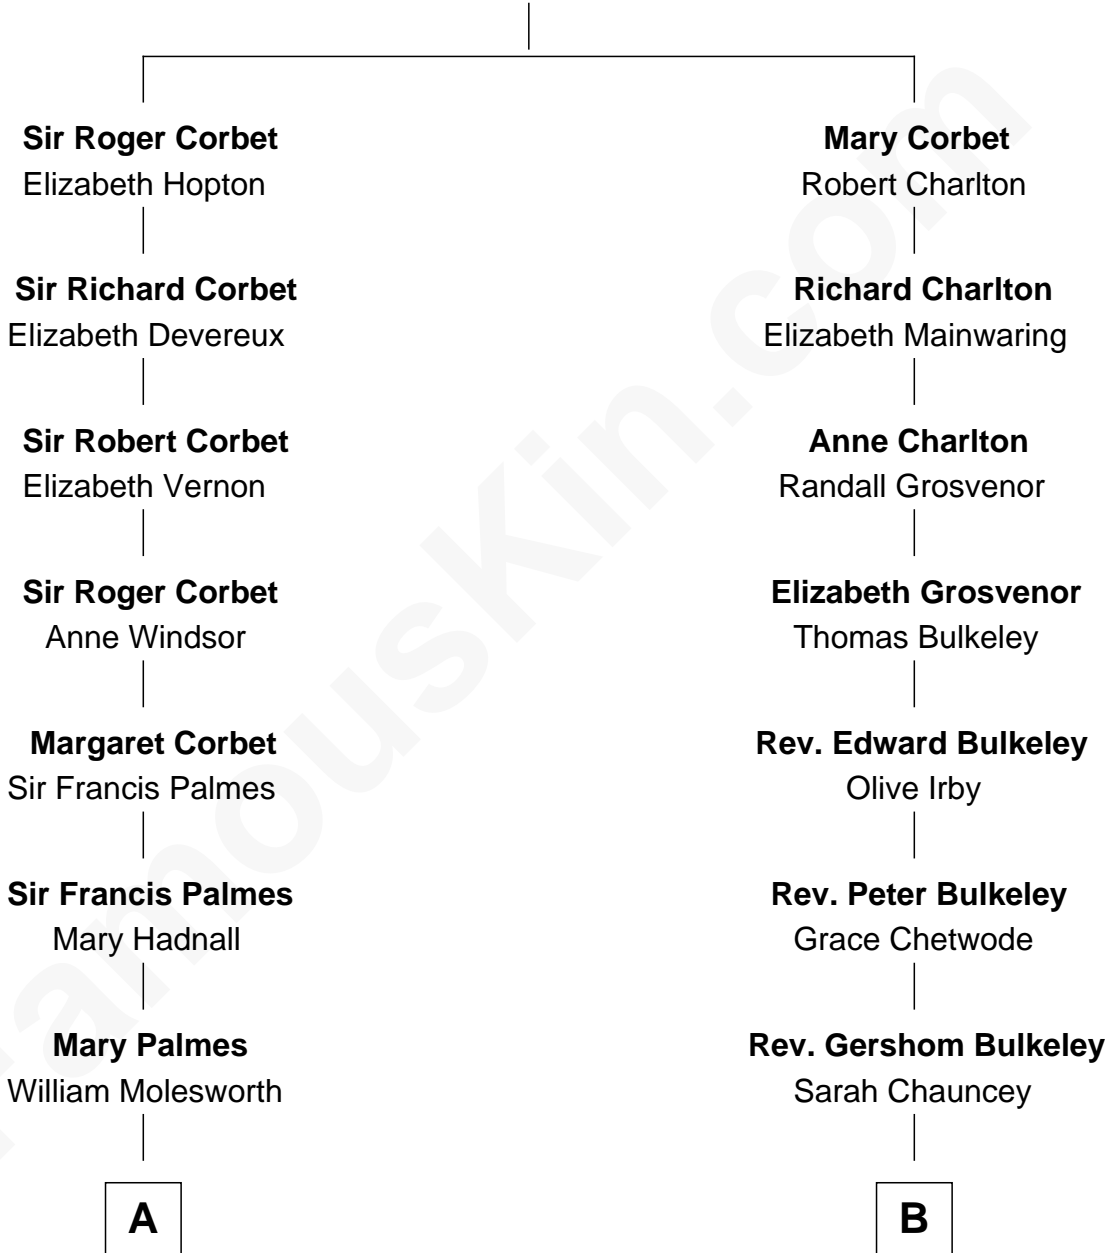 Sir Roger Corbet
Elizabeth Hopton
Sir Richard Corbet
Elizabeth Devereux
Sir Robert Corbet
Elizabeth Vernon
Sir Roger Corbet
Anne Windsor
Margaret Corbet
Sir Francis Palmes
Sir Francis Palmes
Mary Hadnall
Mary Palmes
William Molesworth
A
Mary Corbet
Robert Charlton
Richard Charlton
Elizabeth Mainwaring
Anne Charlton
Randall Grosvenor
Elizabeth Grosvenor
Thomas Bulkeley
Rev. Edward Bulkeley
Olive Irby
Rev. Peter Bulkeley
Grace Chetwode
Rev. Gershom Bulkeley
Sarah Chauncey
B
FamousKin.com